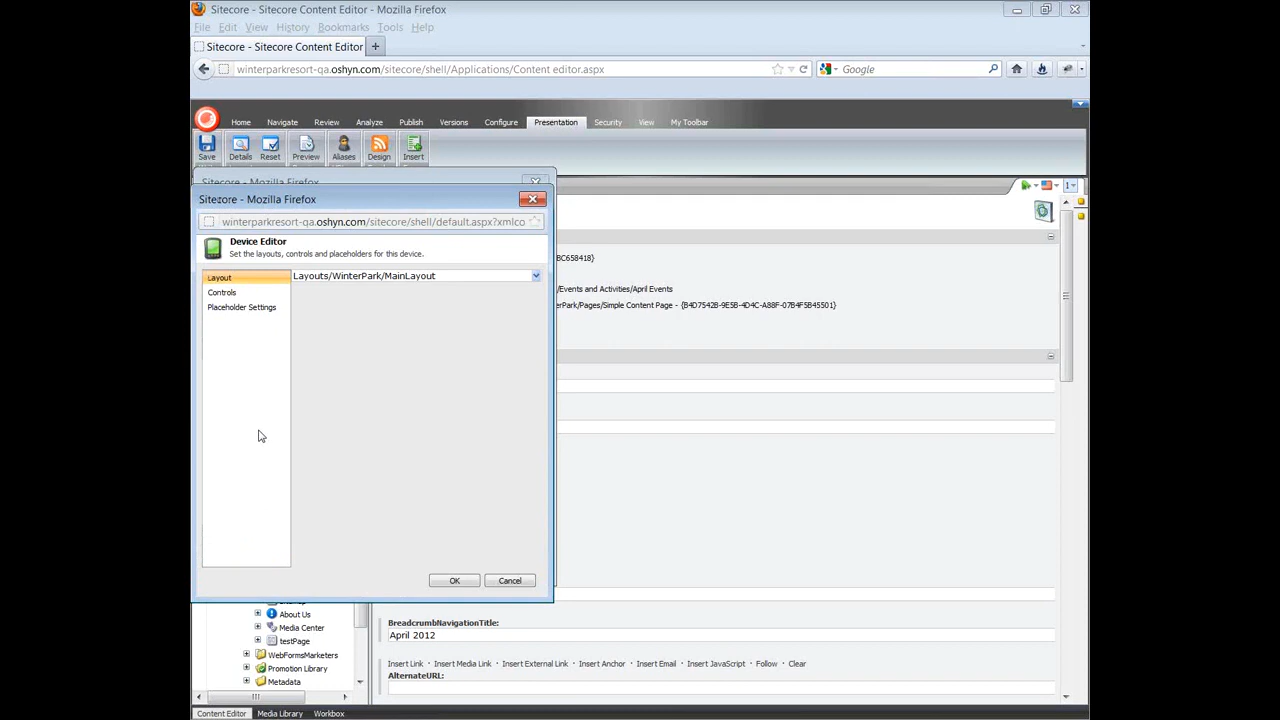 Sitecore - Sitecore Content Editor - Mozilla Firefox
File Edit View History Bookmarks Tools Help
Sitecore - Sitecore Content Editor
winterparkresort-qa.oshyn.com/sitecore/shell/Applications/Content editor.aspx
Google
Home Navigate Review Analyze Publish Versions Configure Presentation Security View My Toolbar
Save Details Reset Preview Aliases Design Insert
Sitecore - Mozilla Firefox
1
Sitecore - Mozilla Firefox
winterparkresort-qa.oshyn.com/sitecore/shell/default.aspx?xmlco
Device Editor
Set the layouts, controls and placeholders for this device.
BC658418}
Layout
Layouts/WinterPark/MainLayout
Controls
/Events and Activities/April Events
Placeholder Settings
erPark/Pages/Simple Content Page - {B4D7542B-9E5B-4D4C-A88F-07B4F5B45501}
OK Cancel
About Us
Media Center
testPage
WebFormsMarketers
Promotion Library
Metadata
BreadcrumbNavigationTitle:
April 2012
Insert Link · Insert Media Link · Insert External Link · Insert Anchor · Insert Email · Insert JavaScript · Follow · Clear
AlternateURL:
Content Editor Media Library Workbox